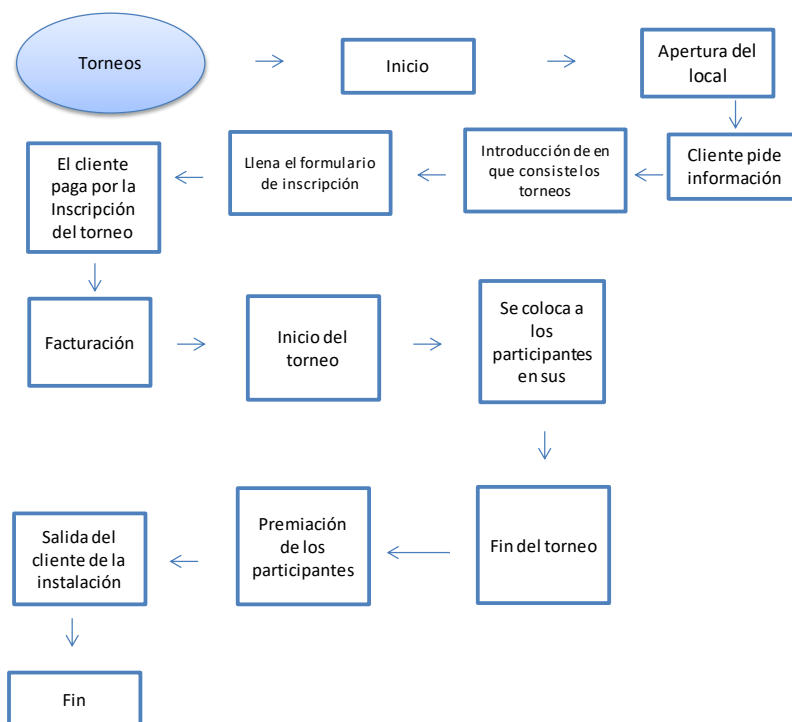 Torneos
Inicio
Apertura del
local
Cliente pide
información
Introducción de en
que consiste los
torneos
Llena el formulario
de inscripción
El cliente
paga por la
Inscripción
del torneo
Facturación
Inicio del
torneo
Se coloca a
los
participantes
en sus
Fin del torneo
Premiación
de los
participantes
Salida del
cliente de la
instalación
Fin